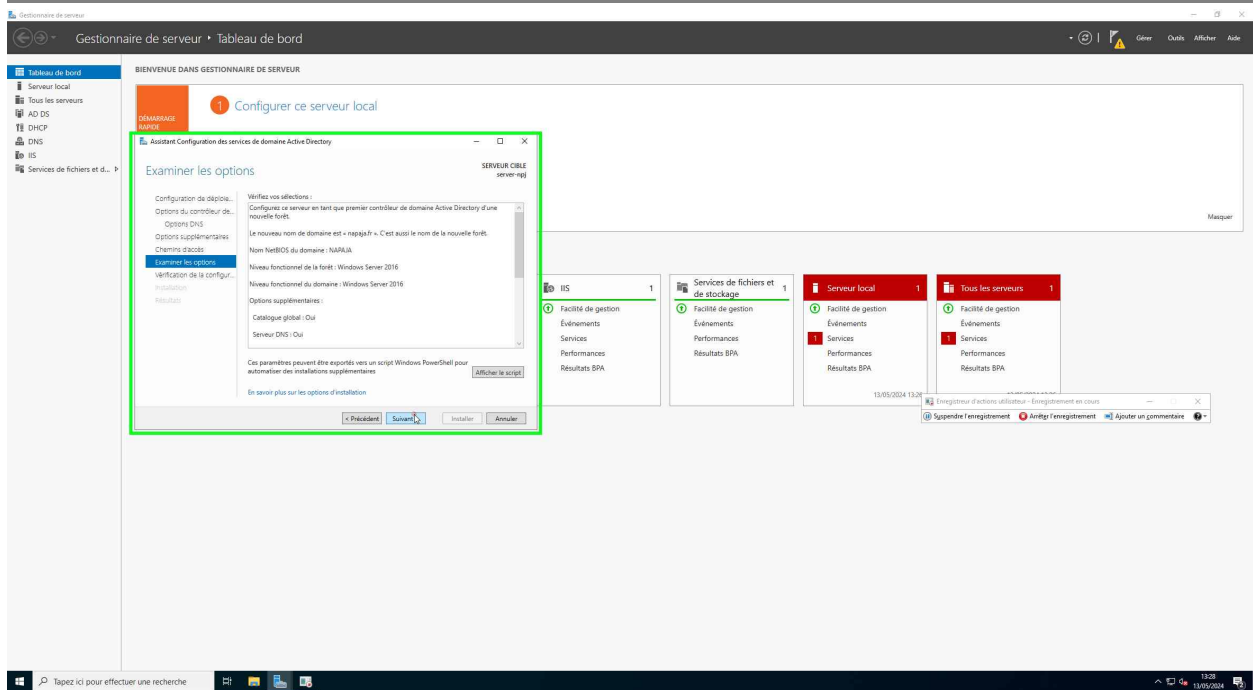 Gestionnaire de serveur
Gestionnaire de serveur • Tableau de bord
Gérer Outils Afficher Aide
Tableau de bord
Serveur local
Tous les serveurs
AD DS
DHCP
DNS
IIS
Services de fichiers et d...
BIENVENUE DANS GESTIONNAIRE DE SERVEUR
DÉMARRAGE
RAPIDE
1 Configurer ce serveur local
Masquer
Assistant Configuration des services de domaine Active Directory
Examiner les options
SERVEUR CIBLE
server-npj
Configuration de déploie...
Options du contrôleur de...
Options DNS
Options supplémentaires
Chemins d'accès
Examiner les options
Vérification de la configur...
Installation
Résultats
Vérifiez vos sélections :
Configurez ce serveur en tant que premier contrôleur de domaine Active Directory d'une
nouvelle forêt.
Le nouveau nom de domaine est « napaja.fr ». C'est aussi le nom de la nouvelle forêt.
Nom NetBIOS du domaine : NAPAJA
Niveau fonctionnel de la forêt : Windows Server 2016
Niveau fonctionnel du domaine : Windows Server 2016
Options supplémentaires :
Catalogue global : Oui
Serveur DNS : Oui
Ces paramètres peuvent être exportés vers un script Windows PowerShell pour
automatiser des installations supplémentaires
Afficher le script
En savoir plus sur les options d'installation
< Précédent Suivant > Installer Annuler
IIS 1
Facilité de gestion
Événements
Services
Performances
Résultats BPA
Services de fichiers et
de stockage 1
Facilité de gestion
Événements
Performances
Résultats BPA
Serveur local 1
Facilité de gestion
Événements
1 Services
Performances
Résultats BPA
13/05/2024 13:26
Tous les serveurs 1
Facilité de gestion
Événements
1 Services
Performances
Résultats BPA
Enregistreur d'actions utilisateur - Enregistrement en cours
Suspendre l'enregistrement Arrêter l'enregistrement Ajouter un commentaire
Tapez ici pour effectuer une recherche
13:28
13/05/2024